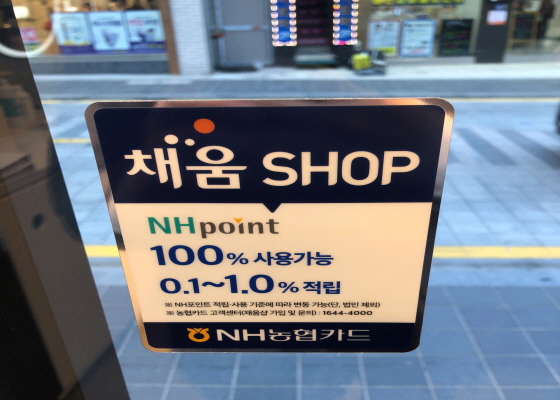 채움 SHOP
NHpoint
100% 사용가능
0.1~1.0% 적립
※ NH포인트 적립·사용 기준에 따라 변동 가능(단, 법인 제외)
※ 농협카드 고객센터(채움샵 가입 및 문의) : 1644-4000
NH농협카드